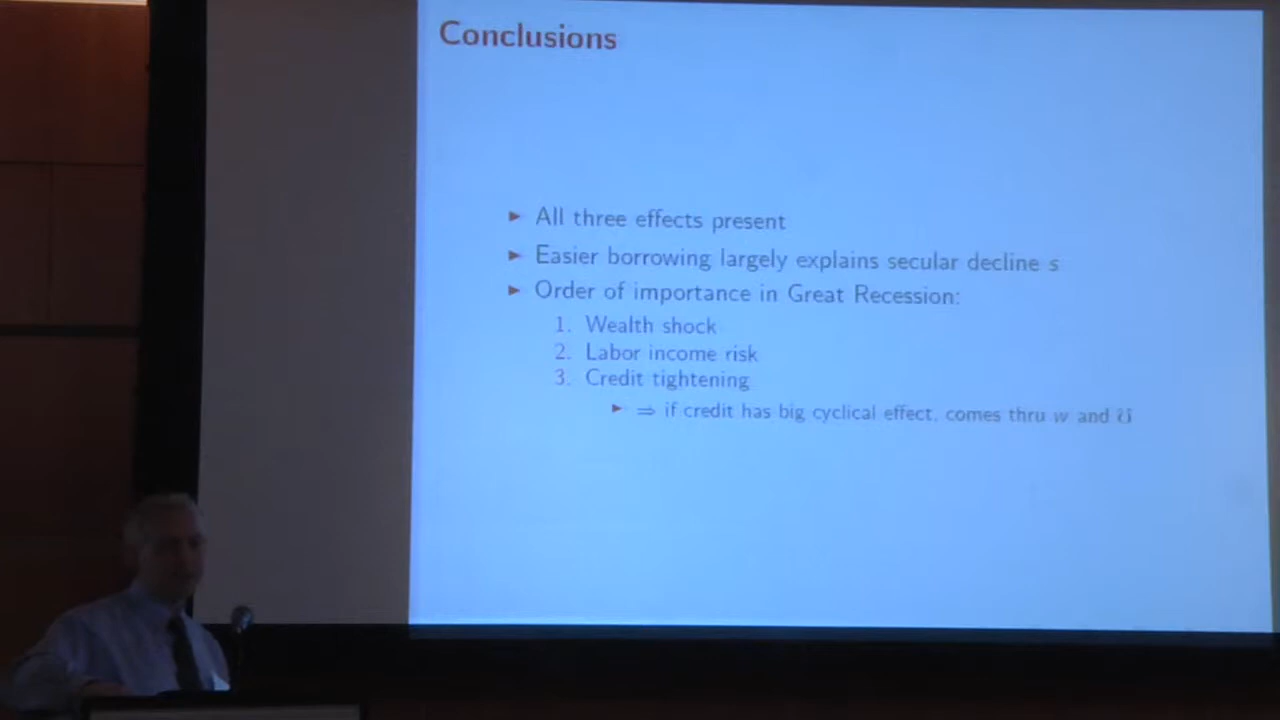 Conclusions
► All three effects present
► Easier borrowing largely explains secular decline s
► Order of importance in Great Recession:
1. Wealth shock
2. Labor income risk
3. Credit tightening
► ⇒ if credit has big cyclical effect, comes thru w and ℧